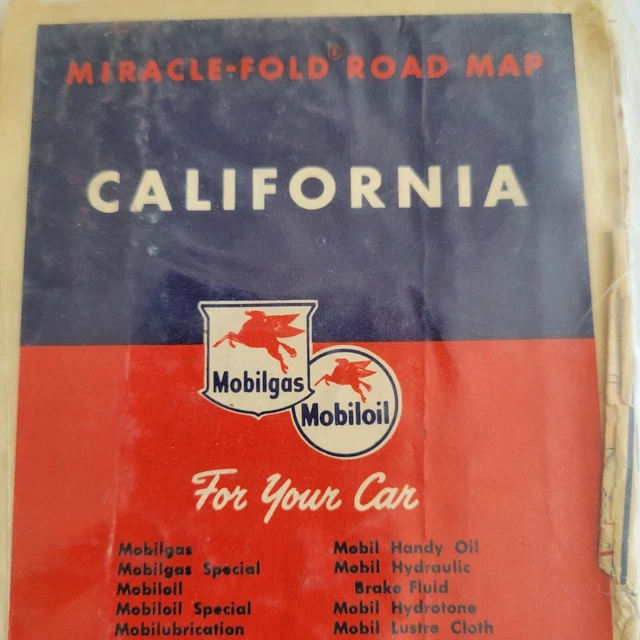 MIRACLE-FOLD® ROAD MAP
CALIFORNIA
Mobilgas
Mobiloil
For Your Car
Mobilgas
Mobilgas Special
Mobiloil
Mobiloil Special
Mobilubrication
Mobil Handy Oil
Mobil Hydraulic
Brake Fluid
Mobil Hydrotone
Mobil Lustre Cloth